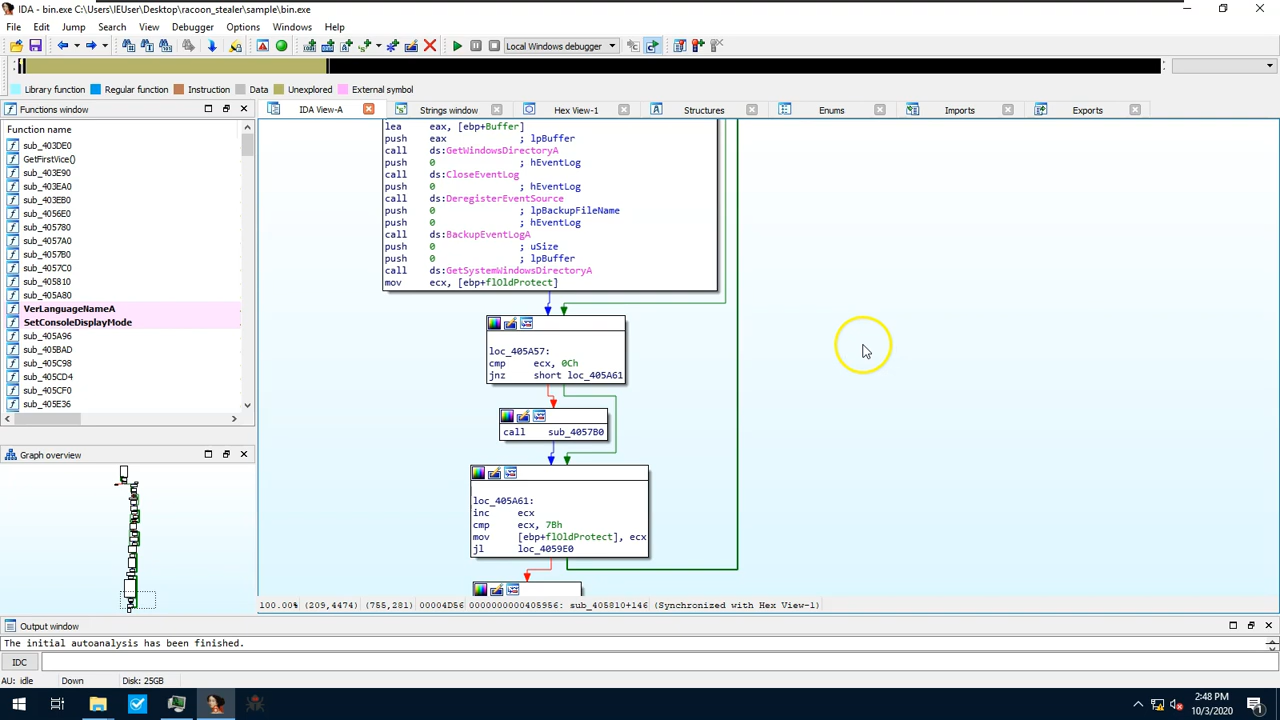 IDA - bin.exe C:\Users\IEUser\Desktop\racoon_stealer\sample\bin.exe
File Edit Jump Search View Debugger Options Windows Help
Local Windows debugger
Library function Regular function Instruction Data Unexplored External symbol
Functions window
IDA View-A Strings window Hex View-1 Structures Enums Imports Exports
Function name
sub_403DE0
GetFirstVice()
sub_403E90
sub_403EA0
sub_403EB0
sub_4056E0
sub_405780
sub_4057A0
sub_4057B0
sub_4057C0
sub_405810
sub_405A80
VerLanguageNameA
SetConsoleDisplayMode
sub_405A96
sub_405BAD
sub_405C98
sub_405CD4
sub_405CF0
sub_405E36
Graph overview
lea eax, [ebp+Buffer]
push eax ; lpBuffer
call ds:GetWindowsDirectoryA
push 0 ; hEventLog
call ds:CloseEventLog
push 0 ; hEventLog
call ds:DeregisterEventSource
push 0 ; lpBackupFileName
push 0 ; hEventLog
call ds:BackupEventLogA
push 0 ; uSize
push 0 ; lpBuffer
call ds:GetSystemWindowsDirectoryA
mov ecx, [ebp+flOldProtect]
loc_405A57:
cmp ecx, 0Ch
jnz short loc_405A61
call sub_4057B0
loc_405A61:
inc ecx
cmp ecx, 7Bh
mov [ebp+flOldProtect], ecx
jl loc_4059E0
100.00% (209,4474) (755,281) 00004D56 0000000000405956: sub_405810+146 (Synchronized with Hex View-1)
Output window
The initial autoanalysis has been finished.
IDC
AU: idle Down Disk: 25GB
2:48 PM
10/3/2020
1